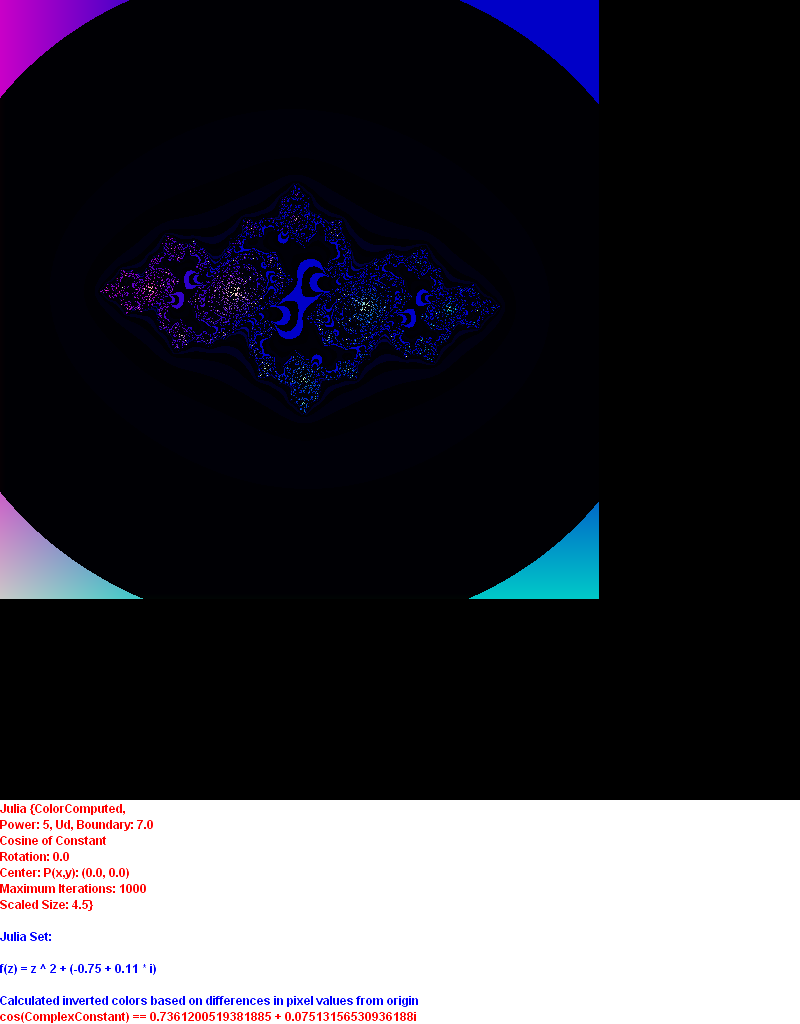 Julia {ColorComputed,
Power: 5, Ud, Boundary: 7.0
Cosine of Constant
Rotation: 0.0
Center: P(x,y): (0.0, 0.0)
Maximum Iterations: 1000
Scaled Size: 4.5}
Julia Set:
f(z) = z ^ 2 + (-0.75 + 0.11 * i)
Calculated inverted colors based on differences in pixel values from origin
cos(ComplexConstant) == 0.7361200519381885 + 0.07513156530936188i